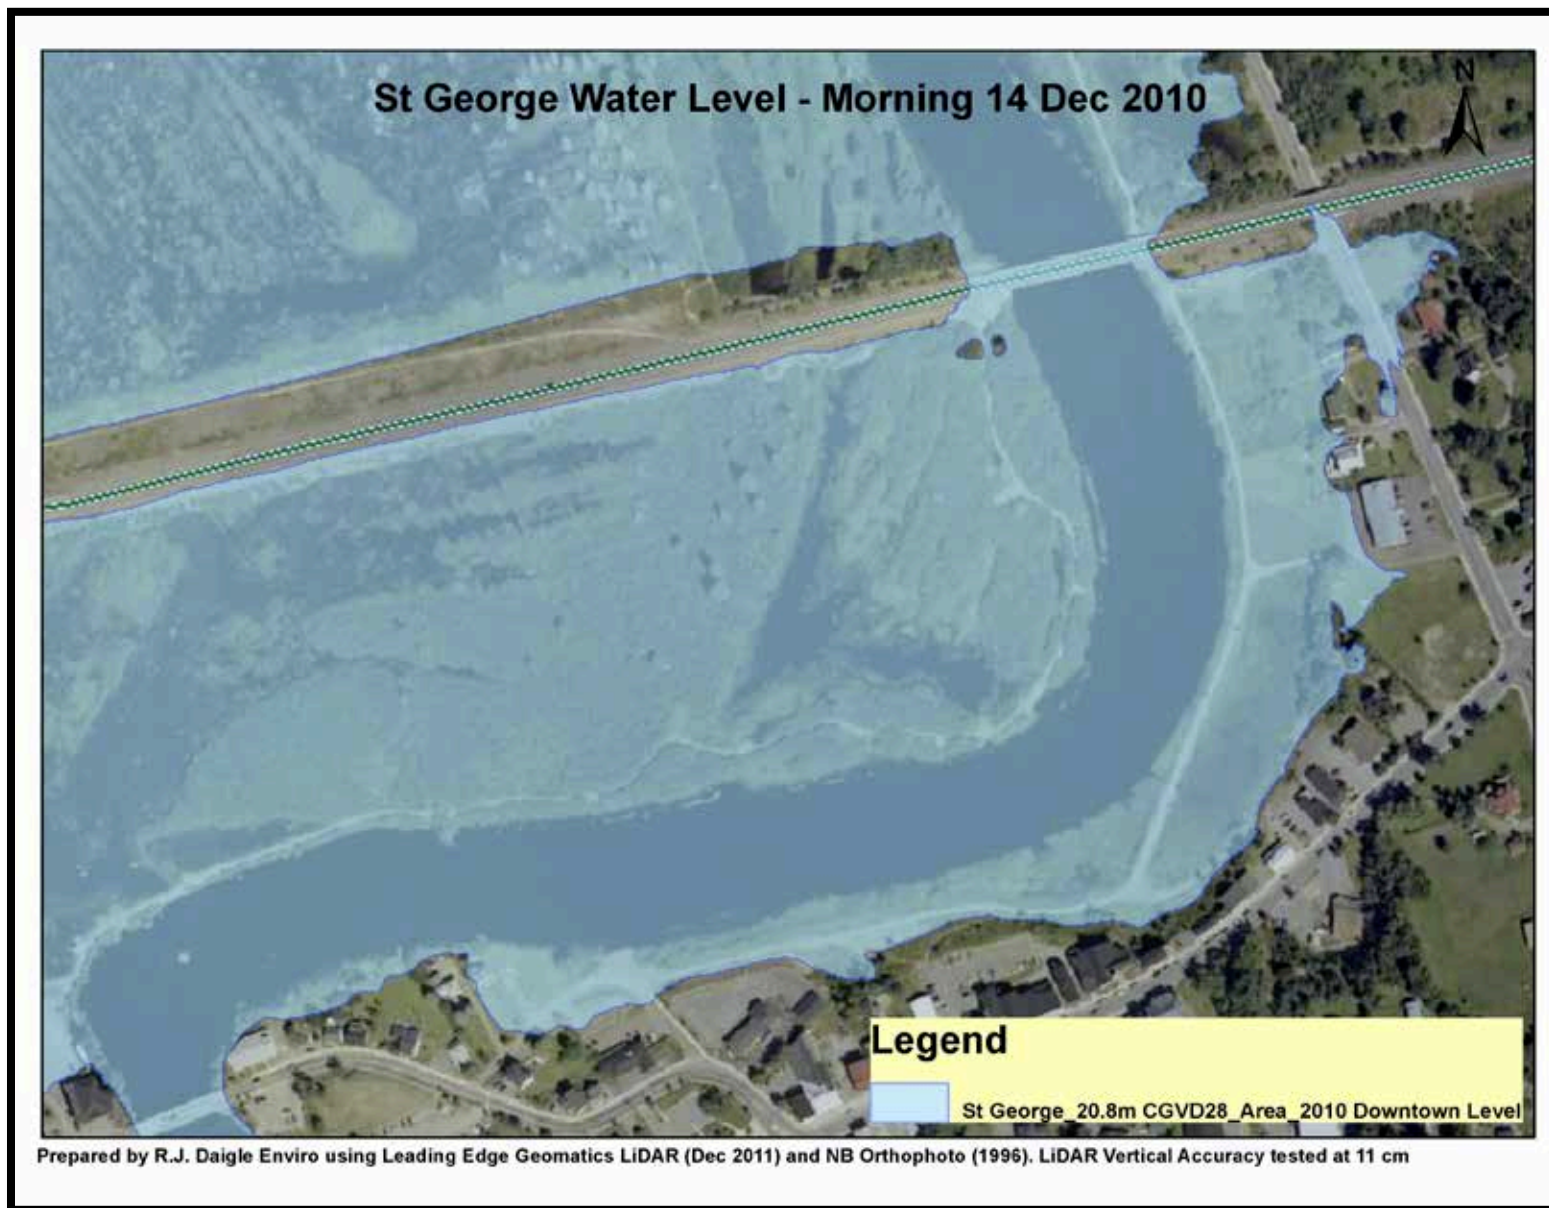 St George Water Level - Morning 14 Dec 2010
N
Legend
St George_20.8m CGVD28_Area_2010 Downtown Level
Prepared by R.J. Daigle Enviro using Leading Edge Geomatics LiDAR (Dec 2011) and NB Orthophoto (1996). LiDAR Vertical Accuracy tested at 11 cm